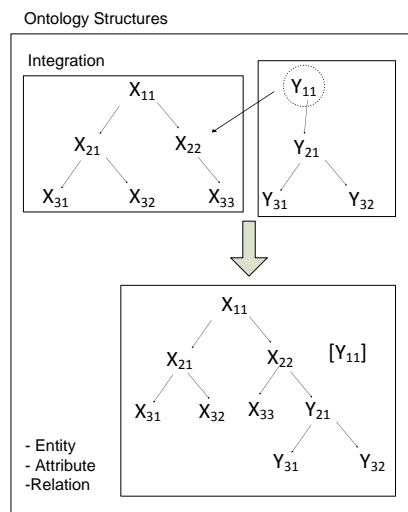 Ontology Structures
Integration
X11 Y11
X21 X22 Y21
X31 X32 X33 Y31 Y32
X11
X21 X22 [Y11]
X31 X32 X33 Y21
- Entity
Y31 Y32
- Attribute
-Relation